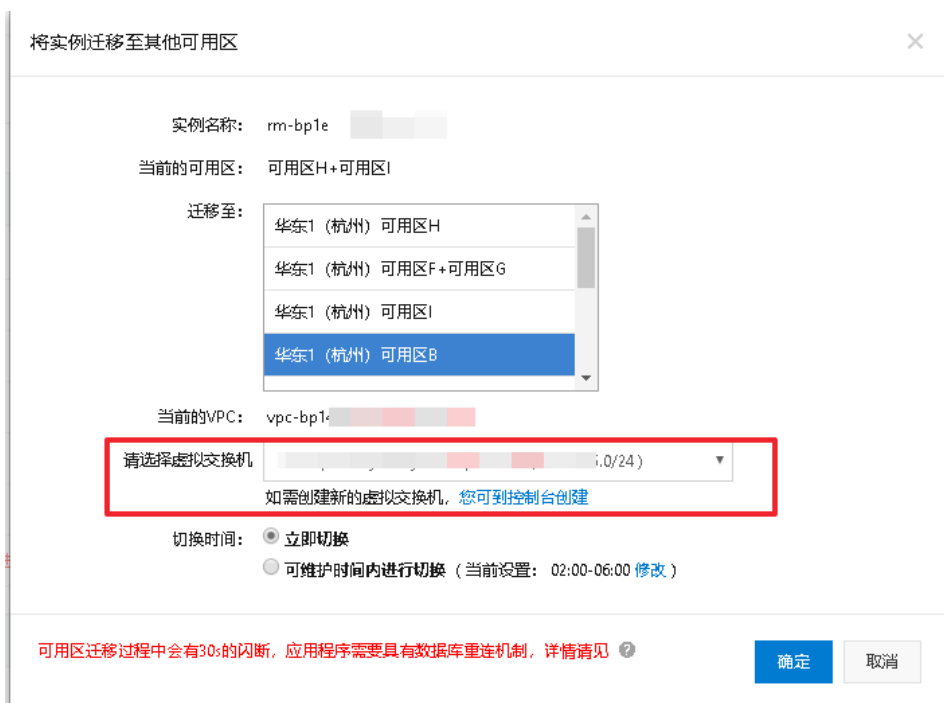 将实例迁移至其他可用区
实例名称： rm-bp1e
当前的可用区： 可用区H+可用区I
迁移至：
华东1（杭州）可用区H
华东1（杭州）可用区F+可用区G
华东1（杭州）可用区I
华东1（杭州）可用区B
当前的VPC： vpc-bp14
请选择虚拟交换机 .0/24 )
如需创建新的虚拟交换机，您可到控制台创建
切换时间： 立即切换
可维护时间内进行切换（当前设置： 02:00-06:00 修改 )
可用区迁移过程中会有30s的闪断，应用程序需要具有数据库重连机制，详情请见 ?
确定 取消